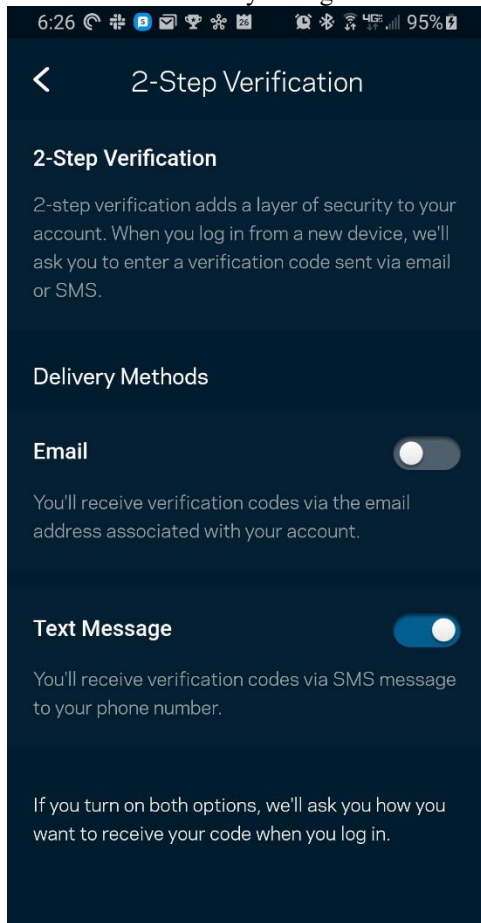 6:26 26 4GE 95%
2-Step Verification
2-Step Verification
2-step verification adds a layer of security to your
account. When you log in from a new device, we'll
ask you to enter a verification code sent via email
or SMS.
Delivery Methods
Email
You'll receive verification codes via the email
address associated with your account.
Text Message
You'll receive verification codes via SMS message
to your phone number.
If you turn on both options, we'll ask you how you
want to receive your code when you log in.